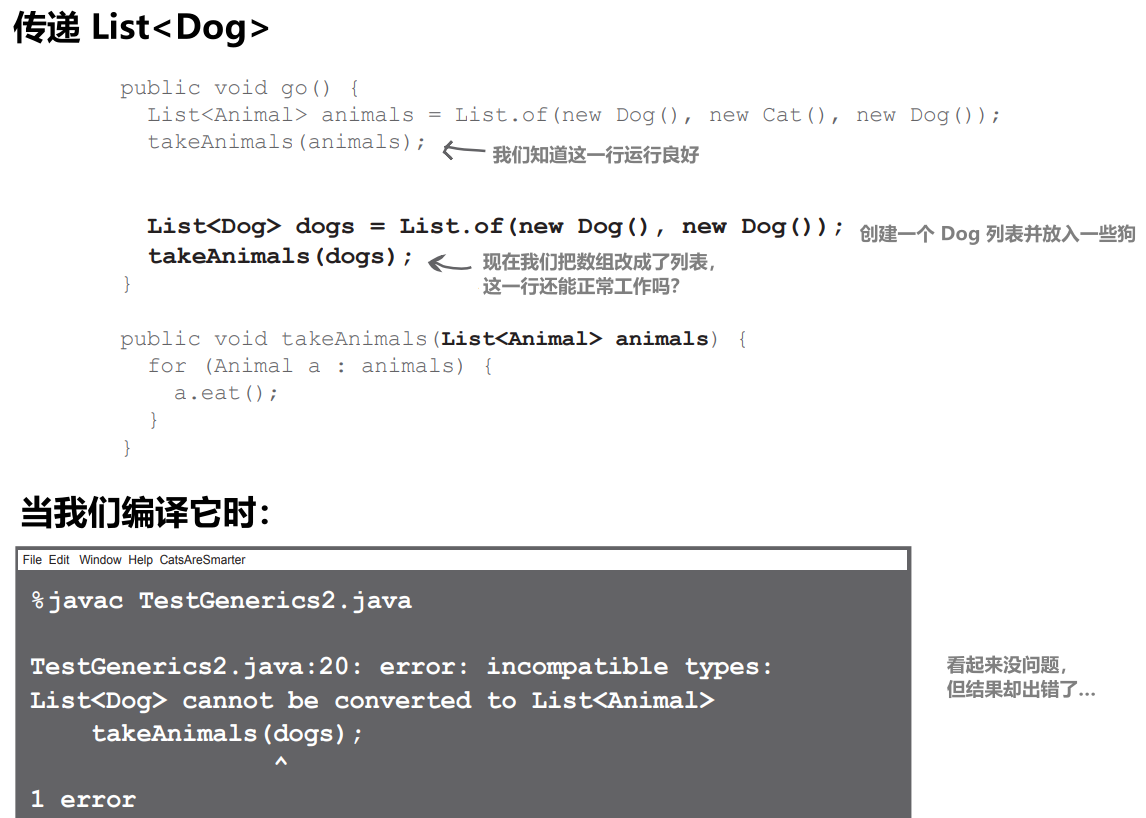 传递 List<Dog>
public void go() {
List<Animal> animals = List.of(new Dog(), new Cat(), new Dog());
takeAnimals(animals);
我们知道这一行运行良好
List<Dog> dogs = List.of(new Dog(), new Dog());
创建一个 Dog 列表并放入一些狗
takeAnimals(dogs);
现在我们把数组改成了列表，
这一行还能正常工作吗？
}
public void takeAnimals(List<Animal> animals) {
for (Animal a : animals) {
a.eat();
}
}
当我们编译它时：
File Edit Window Help CatsAreSmarter
%javac TestGenerics2.java
TestGenerics2.java:20: error: incompatible types:
List<Dog> cannot be converted to List<Animal>
takeAnimals(dogs);
^
1 error
看起来没问题，
但结果却出错了...